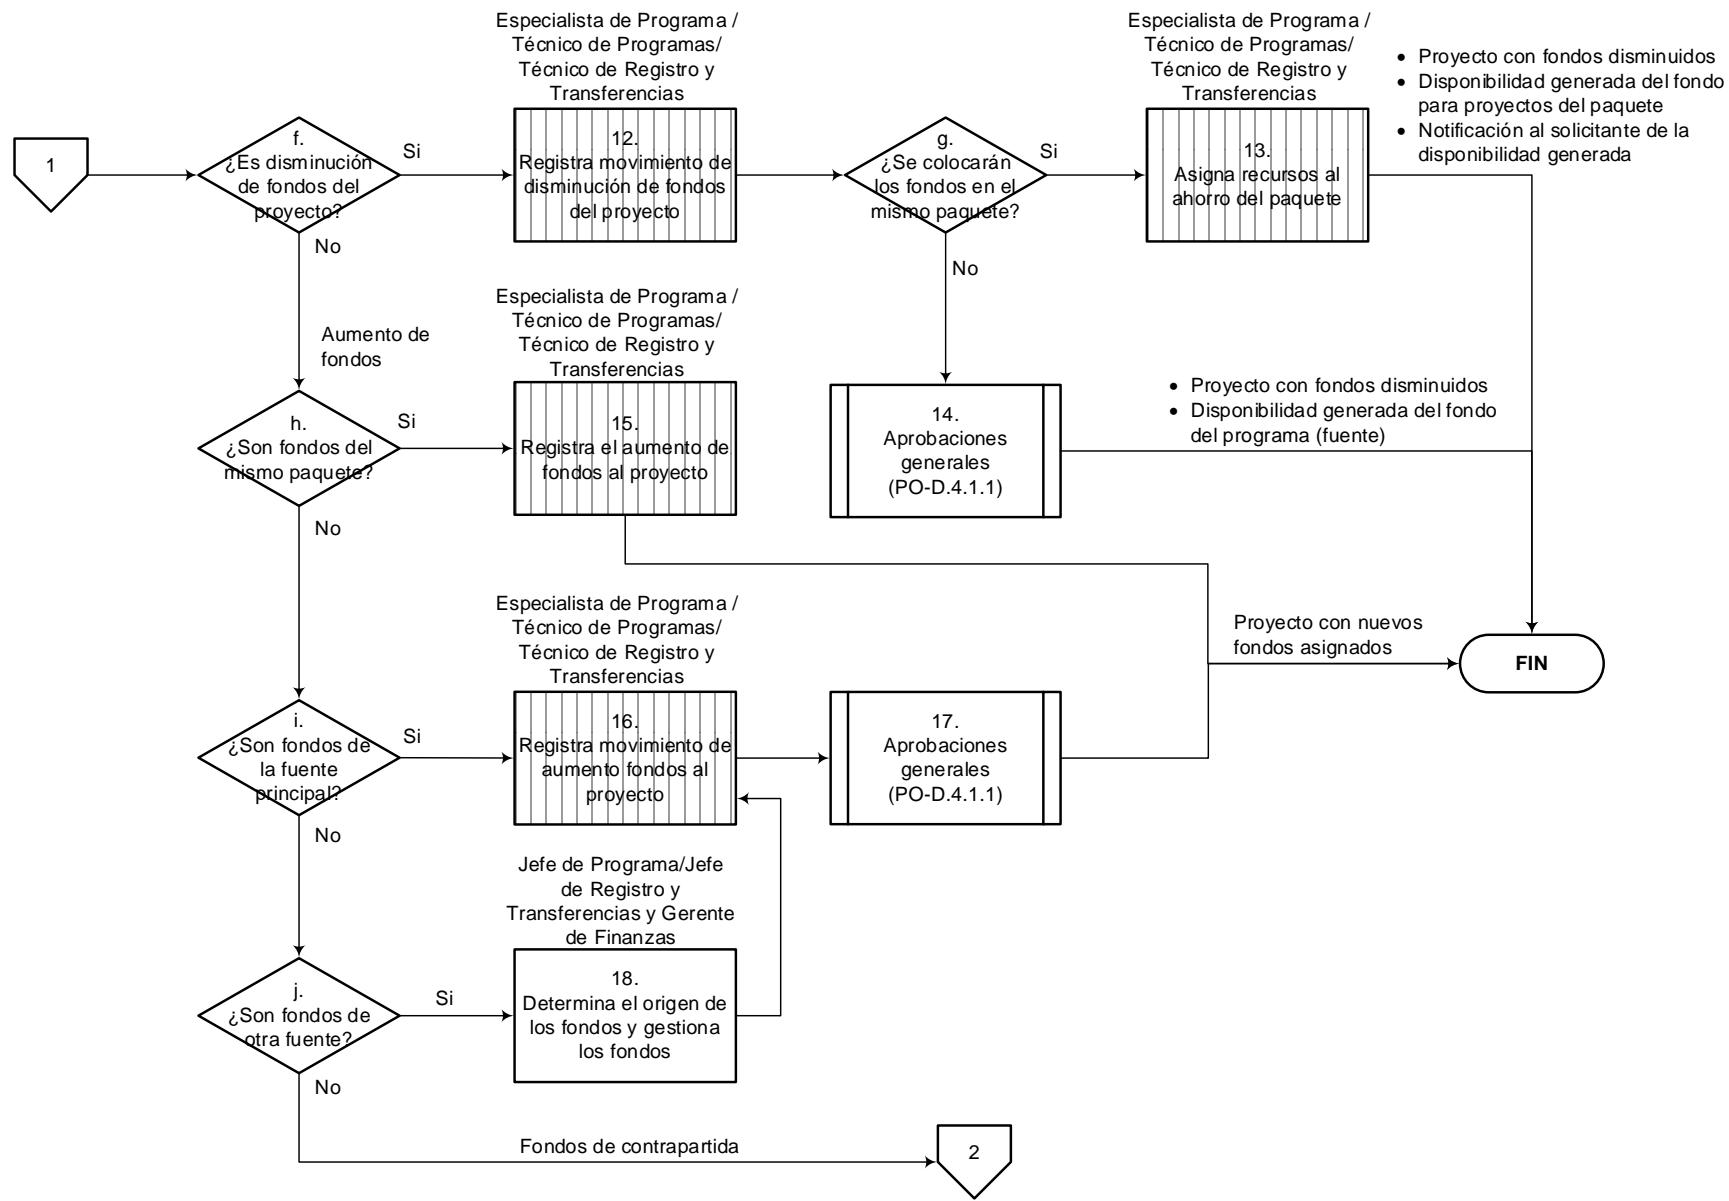 1
f.
¿Es disminución
de fondos del
proyecto?
Si
No
Especialista de Programa /
Técnico de Programas/
Técnico de Registro y
Transferencias
12.
Registra movimiento de
disminución de fondos
del proyecto
g.
¿Se colocarán
los fondos en el
mismo paquete?
Si
No
Especialista de Programa /
Técnico de Programas/
Técnico de Registro y
Transferencias
13.
Asigna recursos al
ahorro del paquete
• Proyecto con fondos disminuidos
• Disponibilidad generada del fondo
para proyectos del paquete
• Notificación al solicitante de la
disponibilidad generada
Aumento de
fondos
h.
¿Son fondos del
mismo paquete?
Si
No
Especialista de Programa /
Técnico de Programas/
Técnico de Registro y
Transferencias
15.
Registra el aumento de
fondos al proyecto
14.
Aprobaciones
generales
(PO-D.4.1.1)
• Proyecto con fondos disminuidos
• Disponibilidad generada del fondo
del programa (fuente)
i.
¿Son fondos de
la fuente
principal?
Si
No
Especialista de Programa /
Técnico de Programas/
Técnico de Registro y
Transferencias
16.
Registra movimiento de
aumento fondos al
proyecto
17.
Aprobaciones
generales
(PO-D.4.1.1)
Proyecto con nuevos
fondos asignados
FIN
j.
¿Son fondos de
otra fuente?
Si
No
Jefe de Programa/Jefe
de Registro y
Transferencias y Gerente
de Finanzas
18.
Determina el origen de
los fondos y gestiona
los fondos
Fondos de contrapartida
2